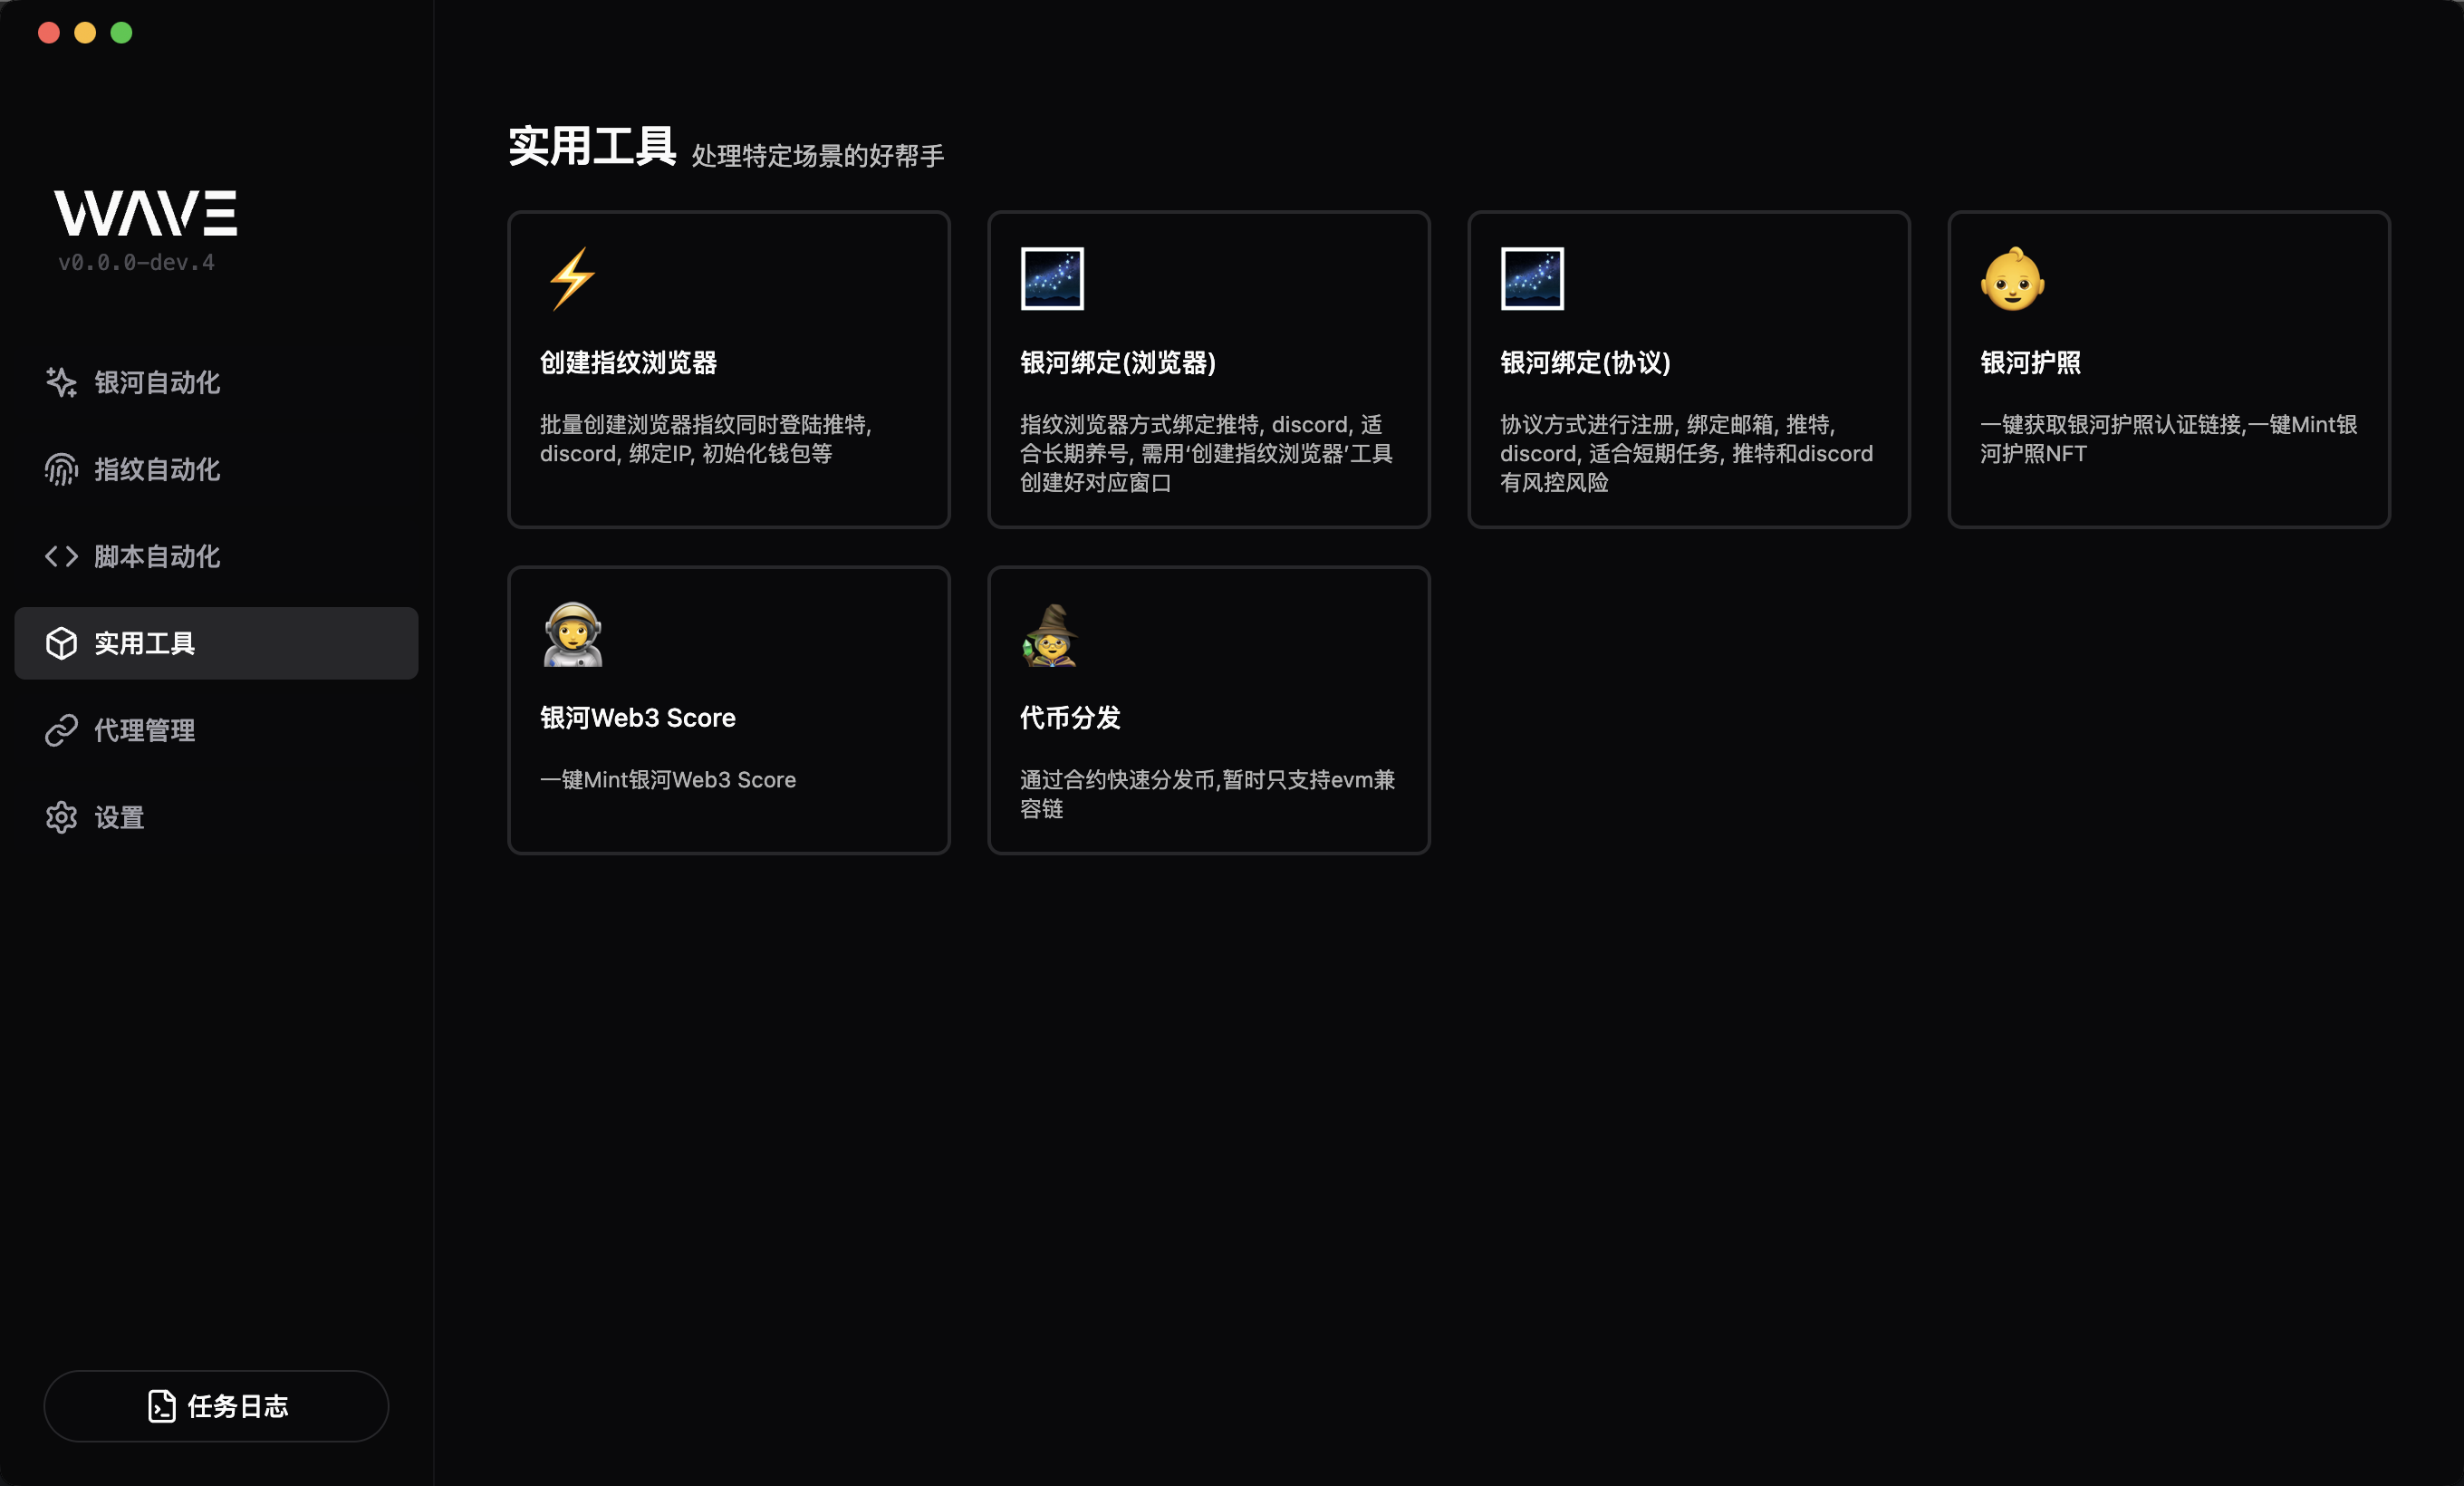 WAVE
v0.0.0-dev.4
银河自动化
指纹自动化
脚本自动化
实用工具
代理管理
设置
任务日志
实用工具 处理特定场景的好帮手
创建指纹浏览器
批量创建浏览器指纹同时登陆推特,
discord, 绑定IP, 初始化钱包等
银河绑定(浏览器)
指纹浏览器方式绑定推特, discord, 适
合长期养号, 需用‘创建指纹浏览器’工具
创建好对应窗口
银河绑定(协议)
协议方式进行注册, 绑定邮箱, 推特,
discord, 适合短期任务, 推特和discord
有风控风险
银河护照
一键获取银河护照认证链接,一键Mint银
河护照NFT
银河Web3 Score
一键Mint银河Web3 Score
代币分发
通过合约快速分发币,暂时只支持evm兼
容链